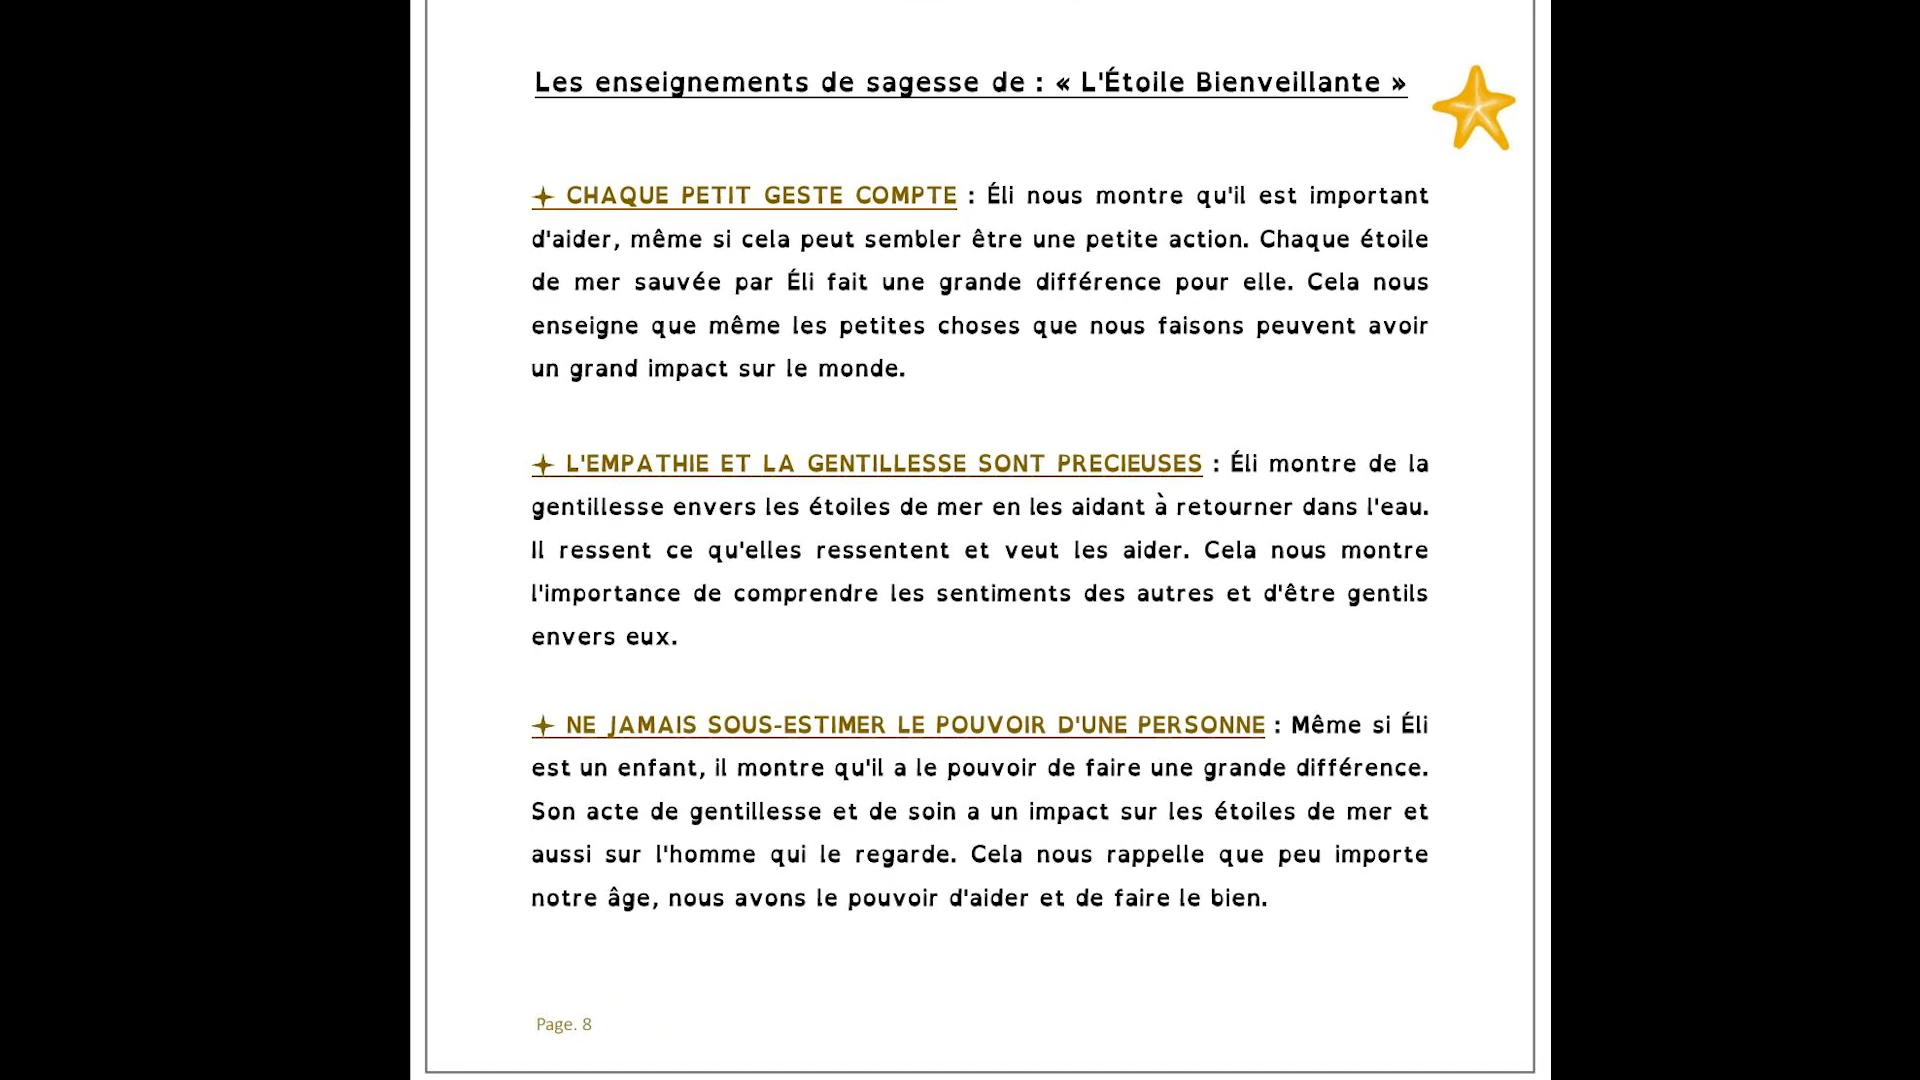 Les enseignements de sagesse de : « L'Étoile Bienveillante »
✦ CHAQUE PETIT GESTE COMPTE : Éli nous montre qu'il est important
d'aider, même si cela peut sembler être une petite action. Chaque étoile
de mer sauvée par Éli fait une grande différence pour elle. Cela nous
enseigne que même les petites choses que nous faisons peuvent avoir
un grand impact sur le monde.
✦ L'EMPATHIE ET LA GENTILLESSE SONT PRECIEUSES : Éli montre de la
gentillesse envers les étoiles de mer en les aidant à retourner dans l'eau.
Il ressent ce qu'elles ressentent et veut les aider. Cela nous montre
l'importance de comprendre les sentiments des autres et d'être gentils
envers eux.
✦ NE JAMAIS SOUS-ESTIMER LE POUVOIR D'UNE PERSONNE : Même si Éli
est un enfant, il montre qu'il a le pouvoir de faire une grande différence.
Son acte de gentillesse et de soin a un impact sur les étoiles de mer et
aussi sur l'homme qui le regarde. Cela nous rappelle que peu importe
notre âge, nous avons le pouvoir d'aider et de faire le bien.
Page. 8